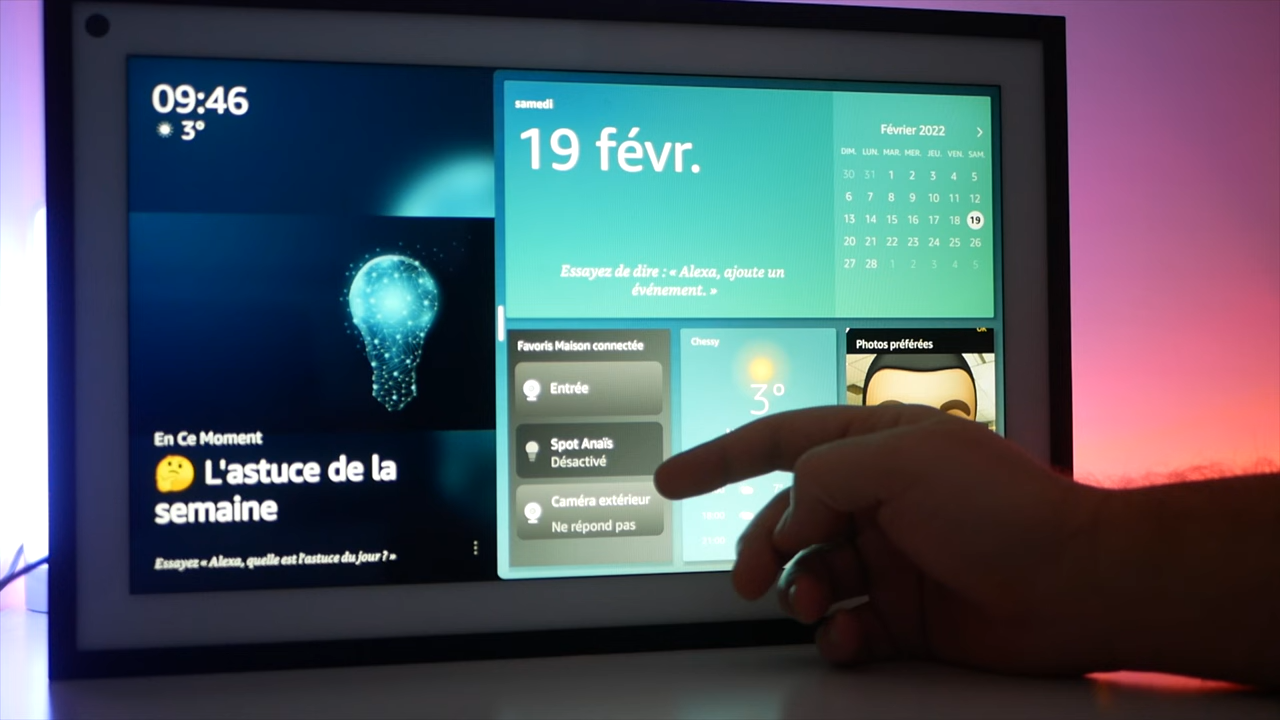 09:46
3°
En Ce Moment
🤔 L'astuce de la
semaine
Essayez « Alexa, quelle est l'astuce du jour ? »
samedi
19 févr.
Essayez de dire : « Alexa, ajoute un
événement. »
Février 2022 >
DIM. LUN. MAR. MER. JEU. VEN. SAM.
30 31 1 2 3 4 5
6 7 8 9 10 11 12
13 14 15 16 17 18 19
20 21 22 23 24 25 26
27 28 1 2 3 4 5
Favoris Maison connectée
Entrée
Spot Anaïs
Désactivé
Caméra extérieur
Ne répond pas
Chessy
3°
OK
Photos préférées